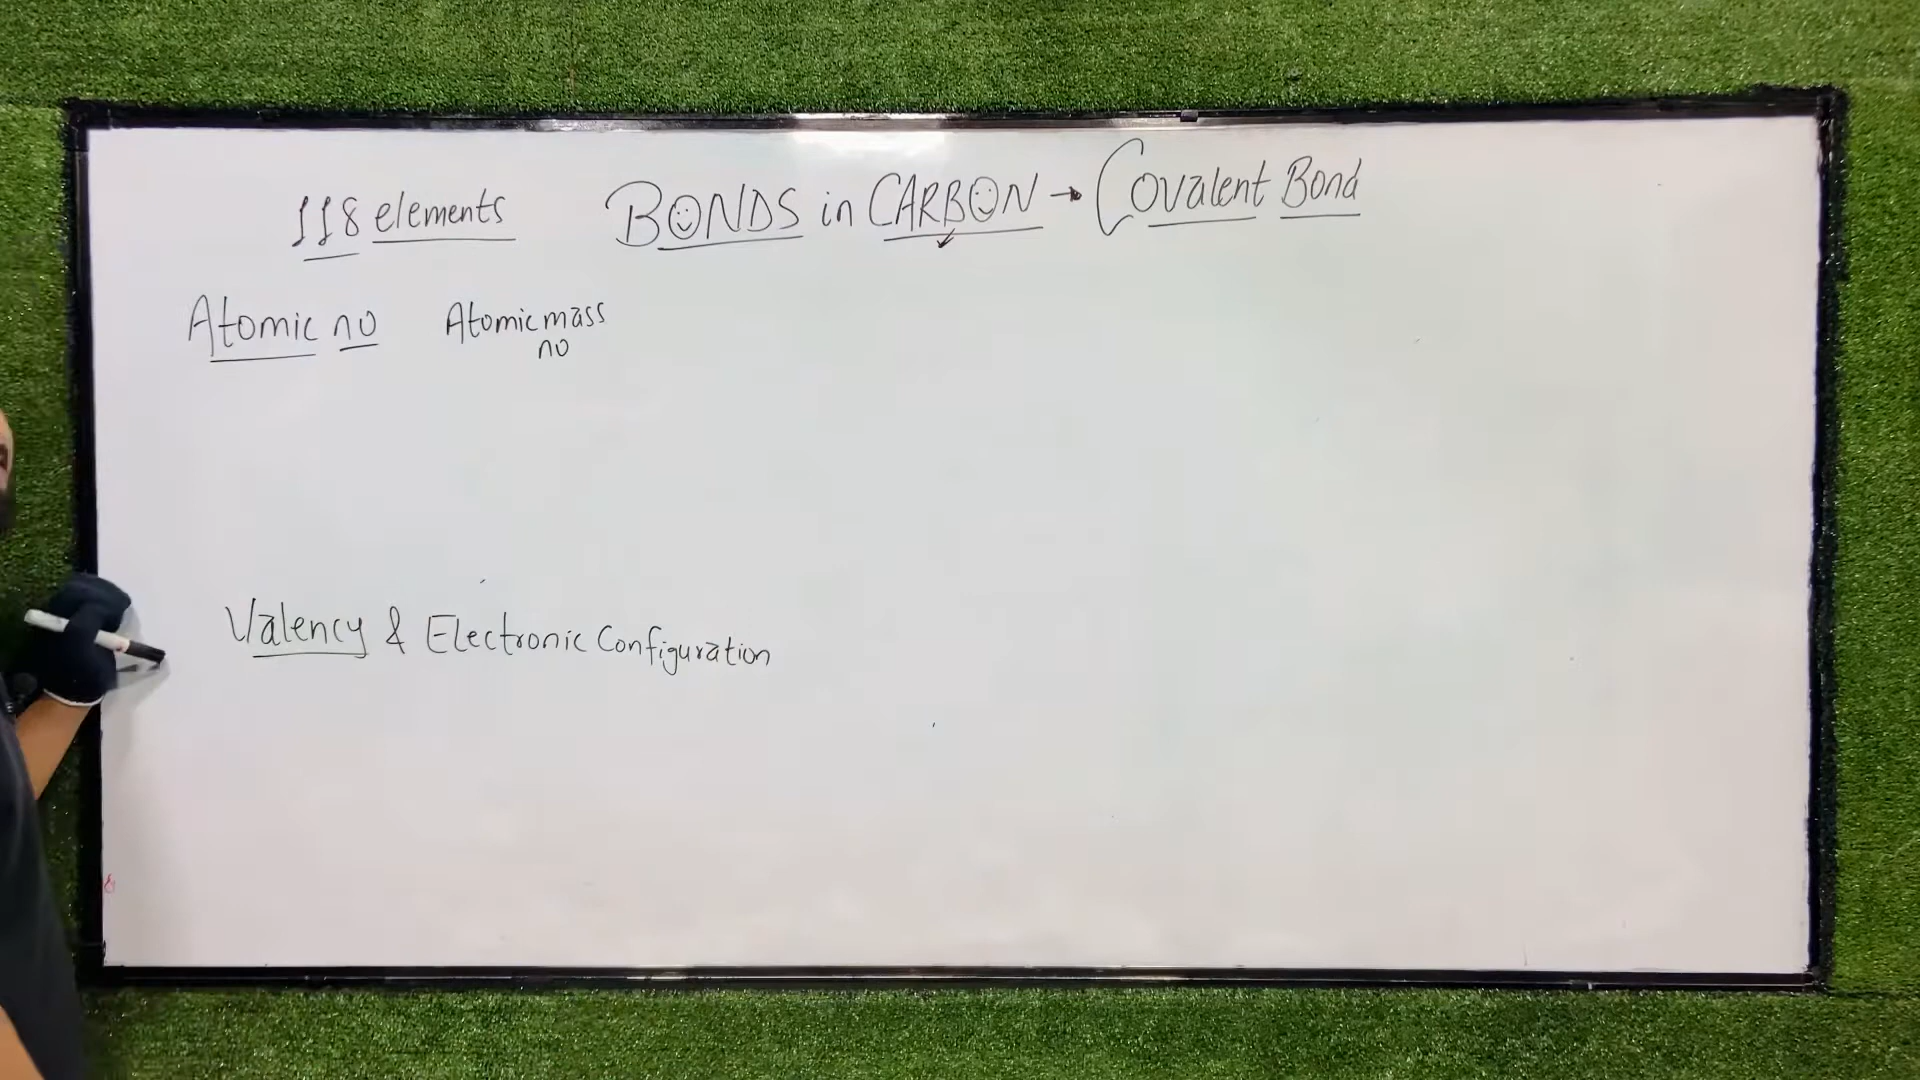 118 elements BONDS in CARBON → Covalent Bond
Atomic no Atomic mass
no
Valency & Electronic Configuration